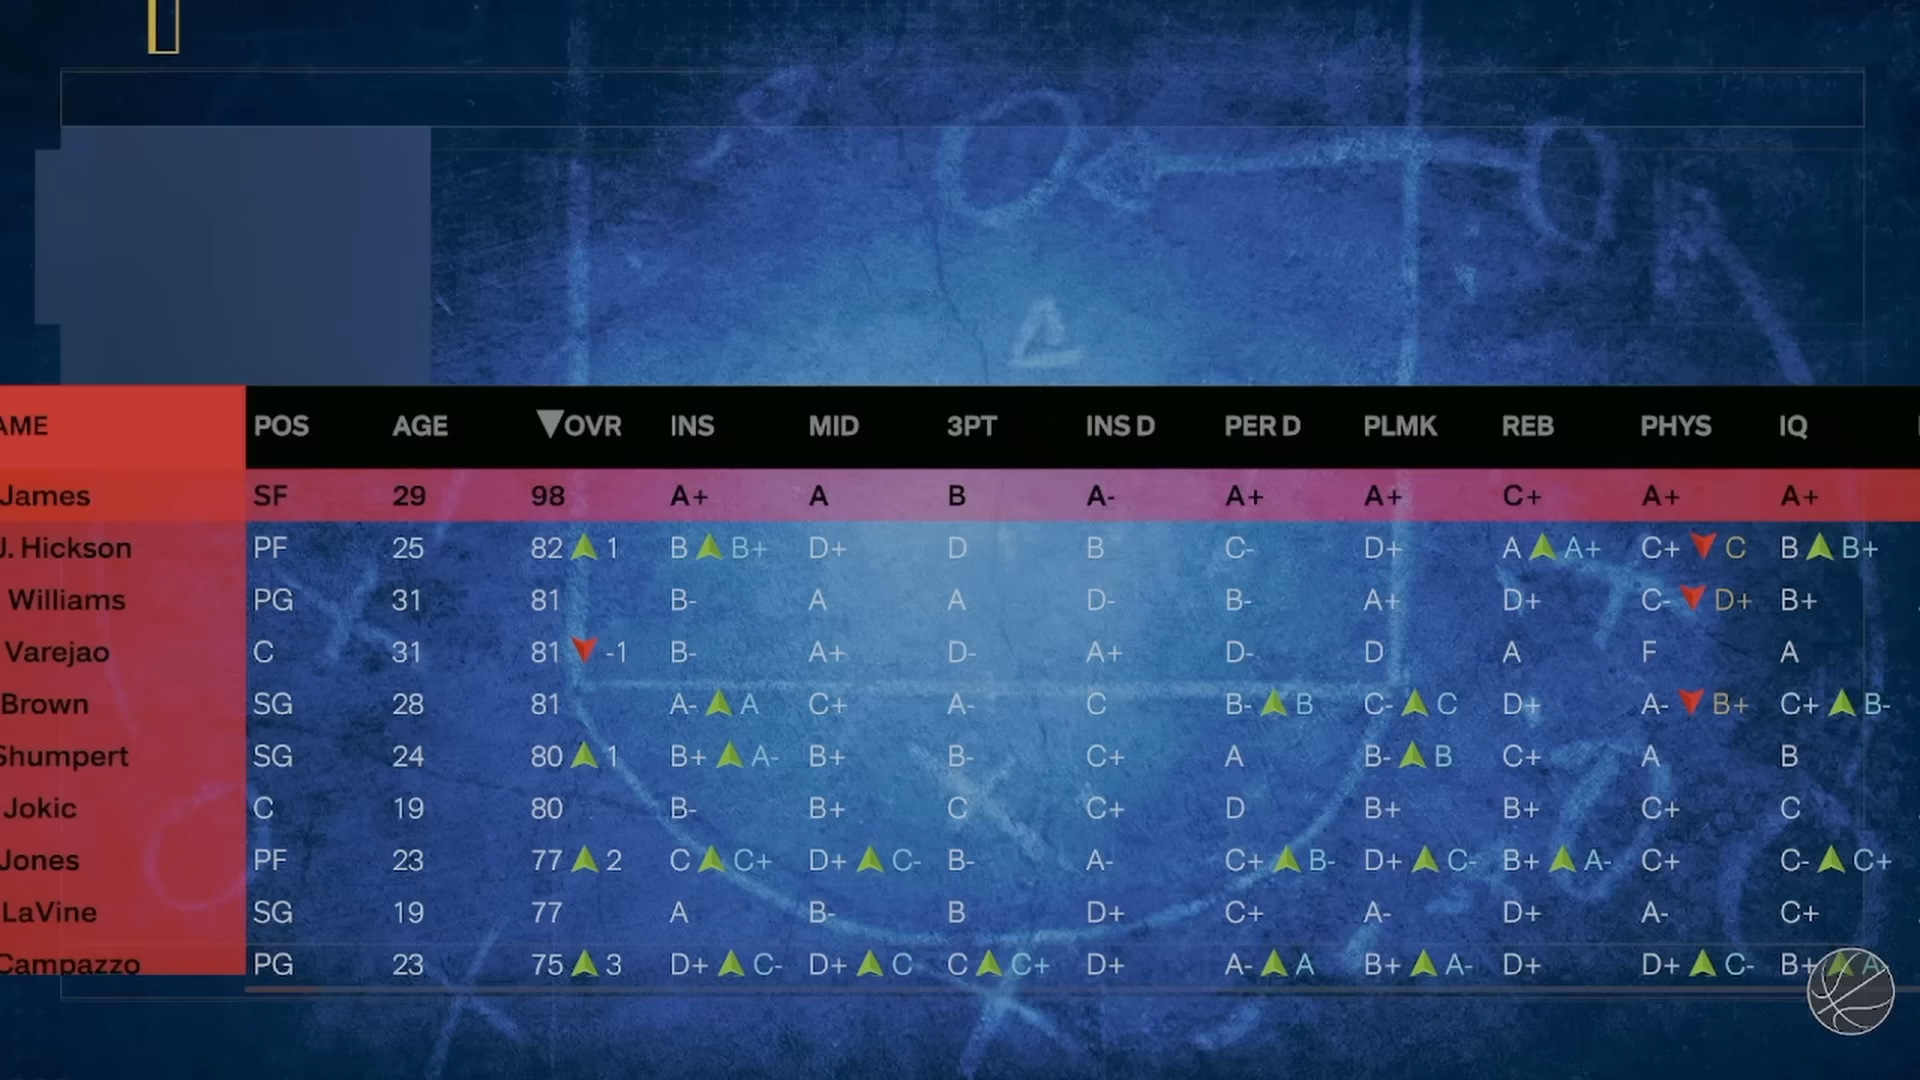 AME POS AGE ▼OVR INS MID 3PT INS D PER D PLMK REB PHYS IQ
James SF 29 98 A+ A B A- A+ A+ C+ A+ A+
J. Hickson PF 25 82 ▲ 1 B ▲ B+ D+ D B C- D+ A ▲ A+ C+ ▼ C B ▲ B+
Williams PG 31 81 B- A A D- B- A+ D+ C- ▼ D+ B+
Varejao C 31 81 ▼ -1 B- A+ D- A+ D- D A F A
Brown SG 28 81 A- ▲ A C+ A- C B- ▲ B C- ▲ C D+ A- ▼ B+ C+ ▲ B-
Shumpert SG 24 80 ▲ 1 B+ ▲ A- B+ B- C+ A B- ▲ B C+ A B
Jokic C 19 80 B- B+ C C+ D B+ B+ C+ C
Jones PF 23 77 ▲ 2 C ▲ C+ D+ ▲ C- B- A- C+ ▲ B- D+ ▲ C- B+ ▲ A- C+ C- ▲ C+
LaVine SG 19 77 A B- B D+ C+ A- D+ A- C+
Campazzo PG 23 75 ▲ 3 D+ ▲ C- D+ ▲ C C ▲ C+ D+ A- ▲ A B+ ▲ A- D+ D+ ▲ C- B+ ▲